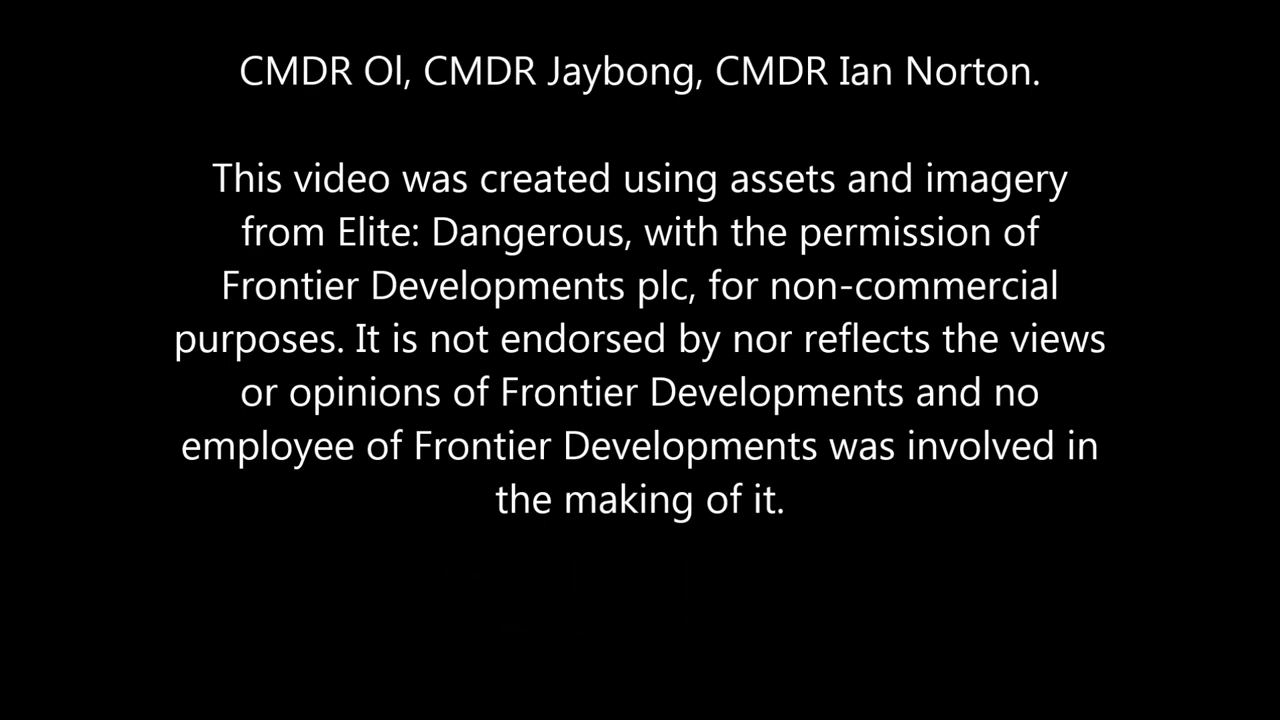 CMDR Ol, CMDR Jaybong, CMDR Ian Norton.
This video was created using assets and imagery
from Elite: Dangerous, with the permission of
Frontier Developments plc, for non-commercial
purposes. It is not endorsed by nor reflects the views
or opinions of Frontier Developments and no
employee of Frontier Developments was involved in
the making of it.